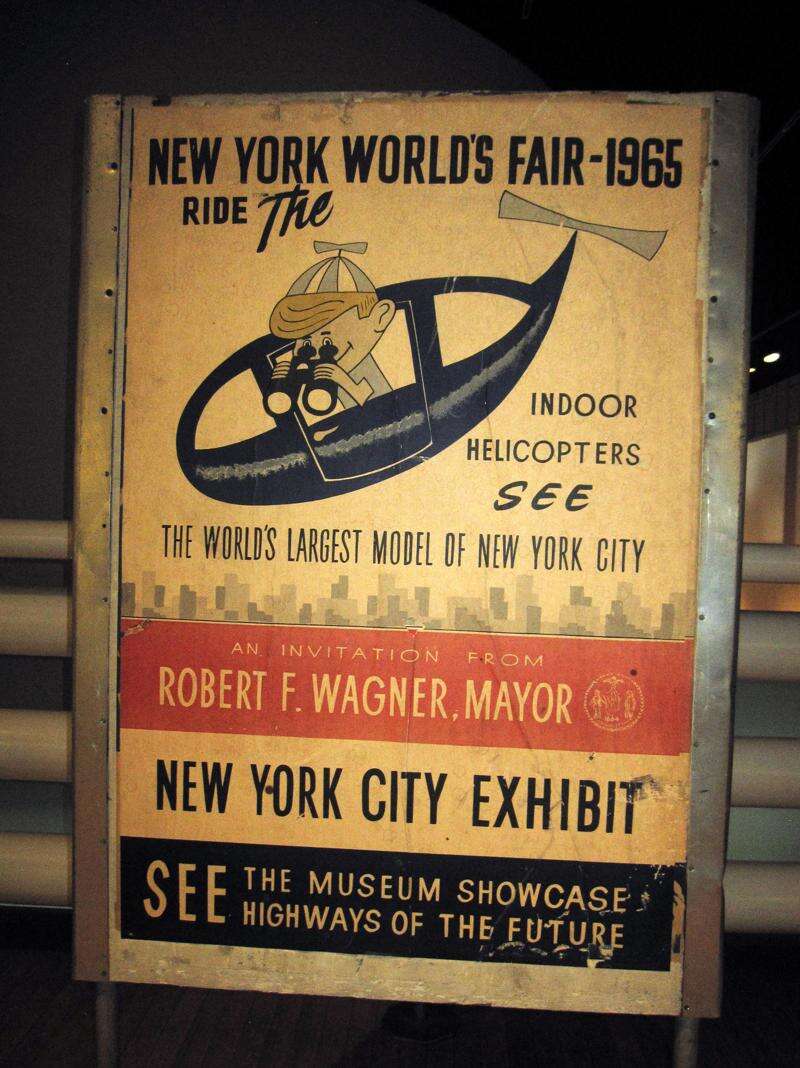 NEW YORK WORLD'S FAIR-1965
RIDE The
INDOOR
HELICOPTERS
SEE
THE WORLD'S LARGEST MODEL OF NEW YORK CITY
AN INVITATION FROM
ROBERT F. WAGNER, MAYOR
NEW YORK CITY EXHIBIT
SEE THE MUSEUM SHOWCASE
HIGHWAYS OF THE FUTURE